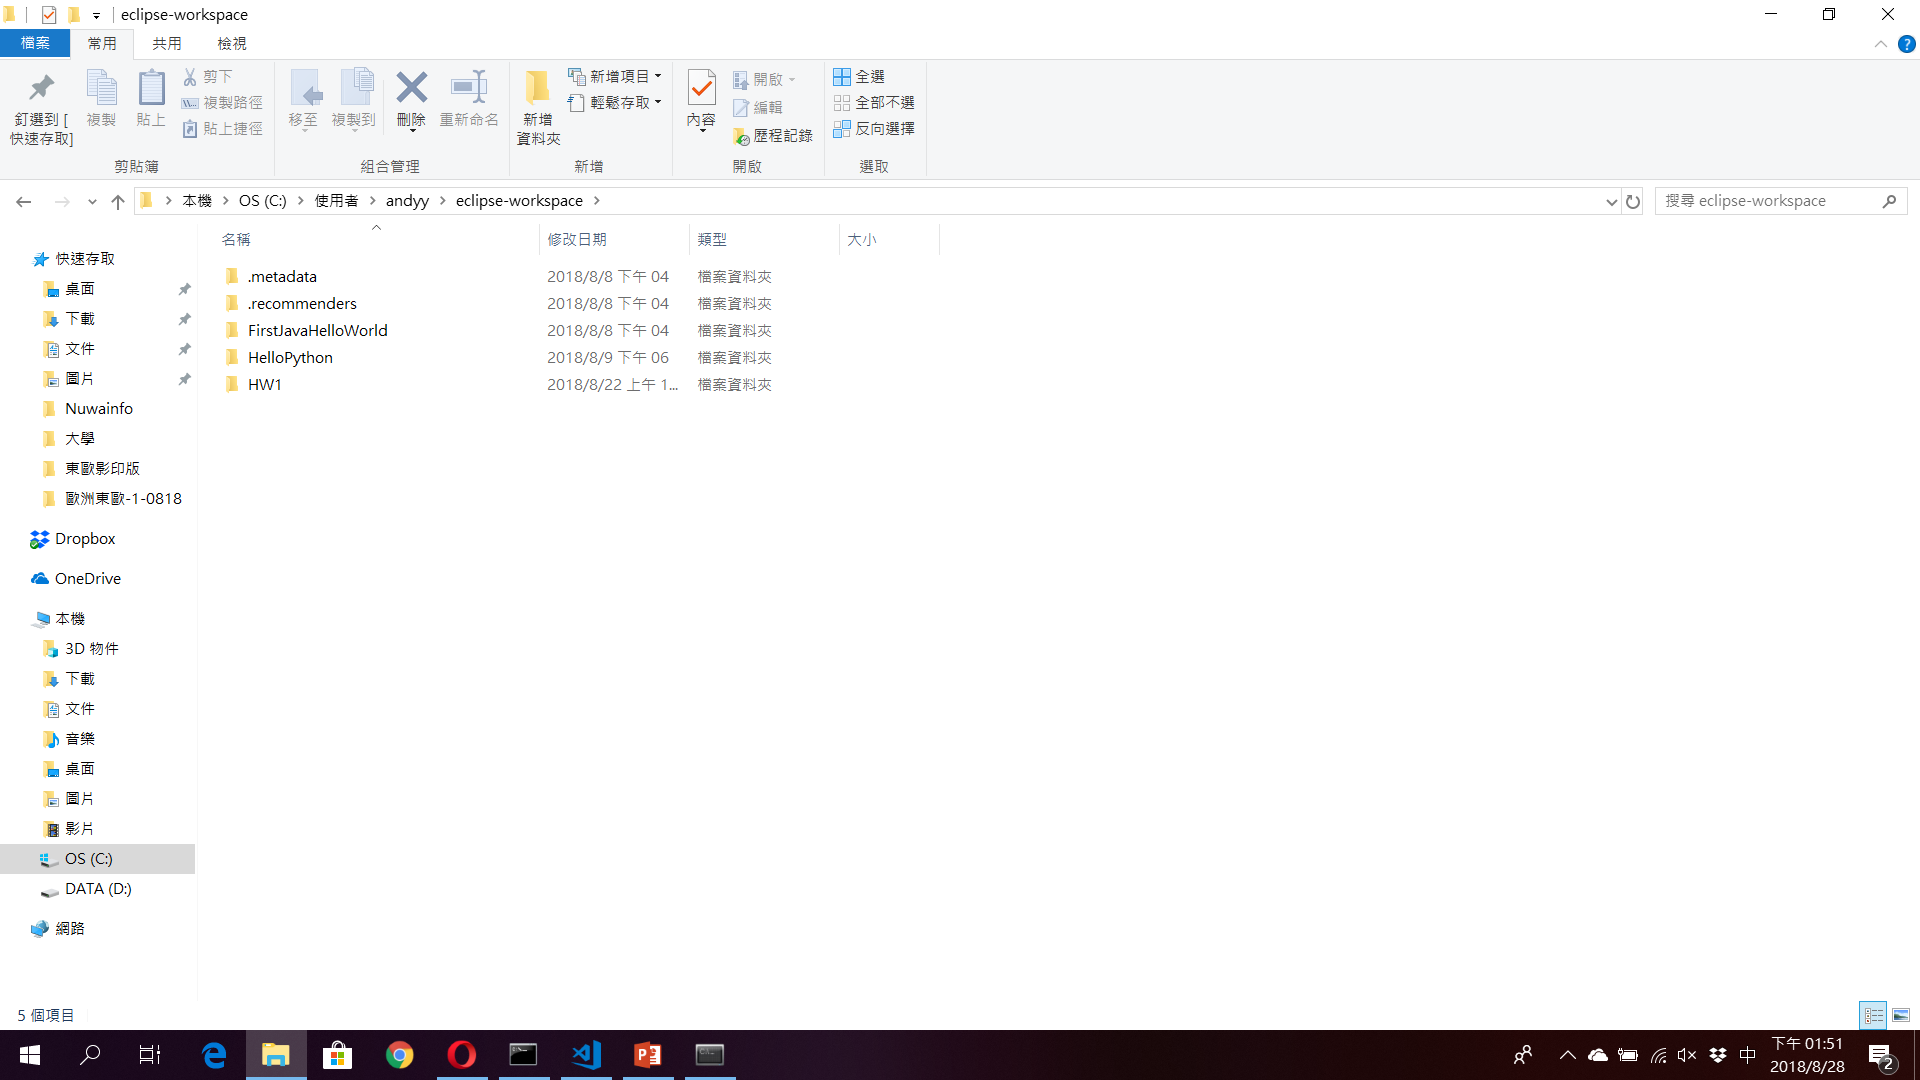 eclipse-workspace
檔案 常用 共用 檢視
釘選到 [
快速存取]
複製
貼上
剪下
複製路徑
貼上捷徑
剪貼簿
移至
複製到
刪除
重新命名
組合管理
新增
資料夾
新增項目
輕鬆存取
新增
內容
開啟
編輯
歷程記錄
開啟
全選
全部不選
反向選擇
選取
本機 OS (C:) 使用者 andyy eclipse-workspace
搜尋 eclipse-workspace
快速存取
桌面
下載
文件
圖片
Nuwainfo
大學
東歐影印版
歐洲東歐-1-0818
Dropbox
OneDrive
本機
3D 物件
下載
文件
音樂
桌面
圖片
影片
OS (C:)
DATA (D:)
網路
名稱 修改日期 類型 大小
.metadata 2018/8/8 下午 04 檔案資料夾
.recommenders 2018/8/8 下午 04 檔案資料夾
FirstJavaHelloWorld 2018/8/8 下午 04 檔案資料夾
HelloPython 2018/8/9 下午 06 檔案資料夾
HW1 2018/8/22 上午 1... 檔案資料夾
5 個項目
中
下午 01:51
2018/8/28
2